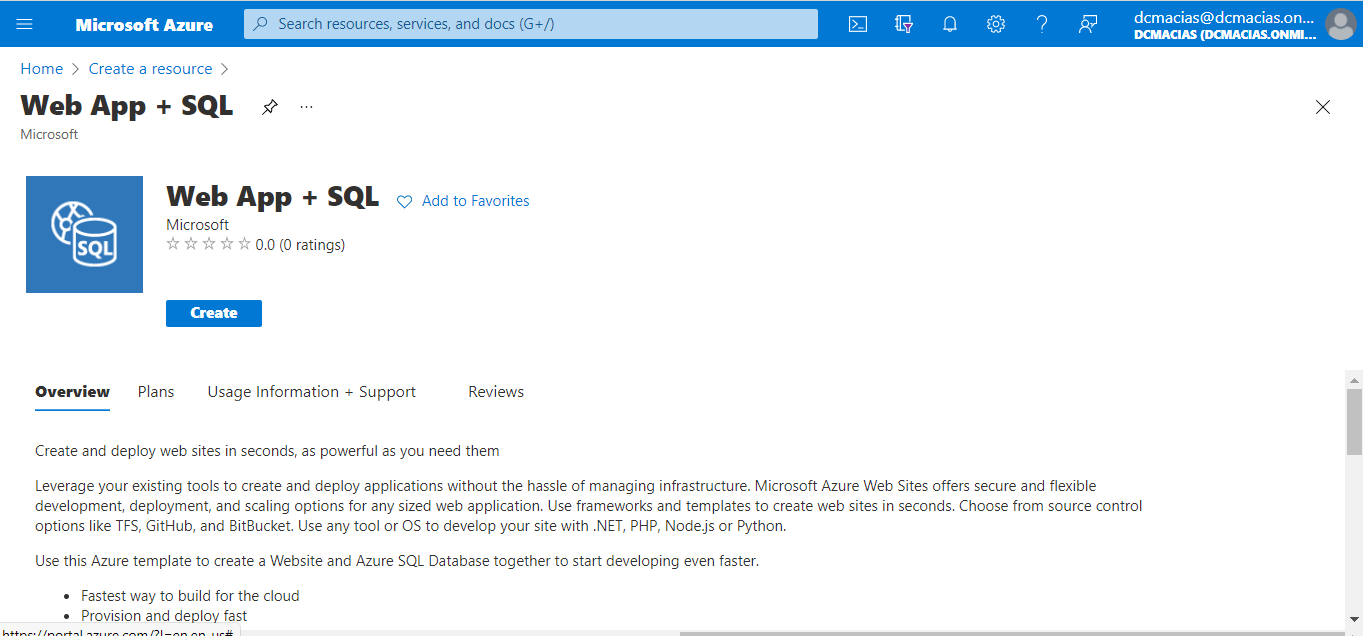 Microsoft Azure
Search resources, services, and docs (G+/)
dcmacias@dcmacias.on...
DCMACIAS (DCMACIAS.ONMI...
Home > Create a resource >
Web App + SQL
...
Microsoft
SQL
Web App + SQL
Add to Favorites
Microsoft
0.0 (0 ratings)
Create
Overview Plans Usage Information + Support Reviews
Create and deploy web sites in seconds, as powerful as you need them
Leverage your existing tools to create and deploy applications without the hassle of managing infrastructure. Microsoft Azure Web Sites offers secure and flexible
development, deployment, and scaling options for any sized web application. Use frameworks and templates to create web sites in seconds. Choose from source control
options like TFS, GitHub, and BitBucket. Use any tool or OS to develop your site with .NET, PHP, Node.js or Python.
Use this Azure template to create a Website and Azure SQL Database together to start developing even faster.
• Fastest way to build for the cloud
• Provision and deploy fast
https://portal.azure.com/?l=en.en-us#